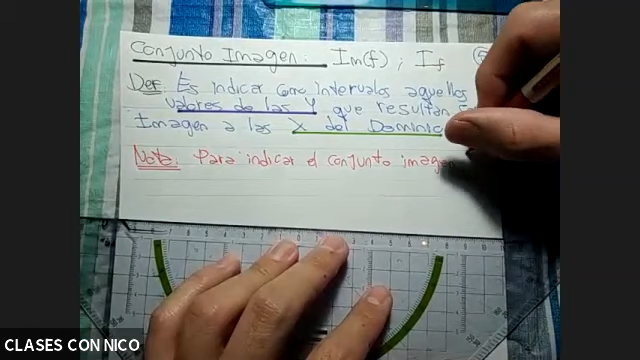 Conjunto Imagen: Im(f) ; If
Def: Es indicar como intervalos aquellos
valores de las Y que resultan
Imagen a las X del Dominio
Nota: Para indicar el conjunto imagen
CLASES CON NICO